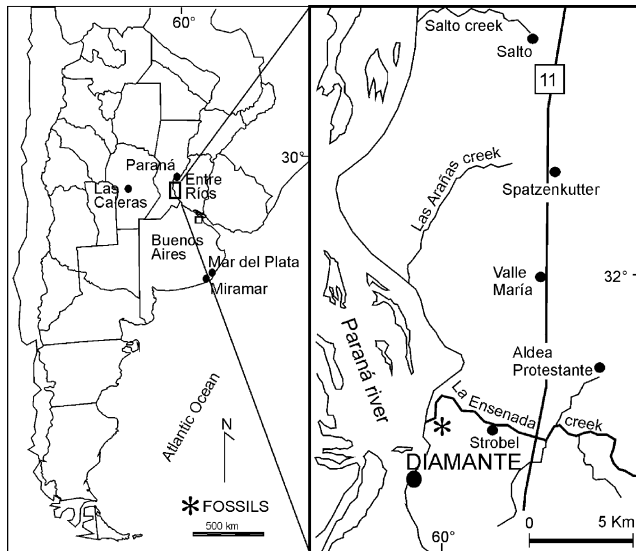 60°
30°
Paraná
Entre
Ríos
Las
Caleras
Buenos
Aires
Mar del Plata
Miramar
Atlantic Ocean
N
* FOSSILS
500 km
Salto creek
Salto
11
Las Arañas creek
Spatzenkutter
Valle
María
32°
Aldea
Protestante
Paraná river
La Ensenada creek
*
Strobel
DIAMANTE
60°
0 5 Km